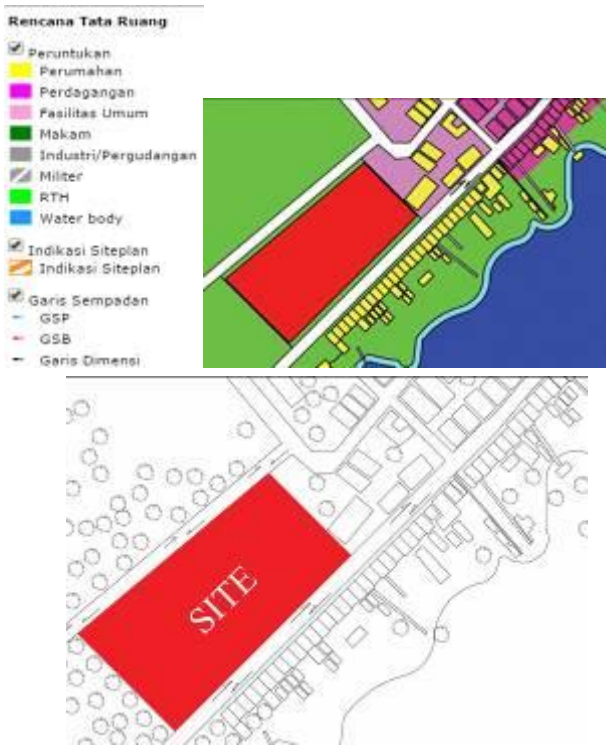 Rencana Tata Ruang
Peruntukan
Perumahan
Perdagangan
Fasilitas Umum
Makam
Industri/Pergudangan
Militer
RTH
Water body
Indikasi Siteplan
Indikasi Siteplan
Garis Sempadan
GSP
GSB
Garis Dimensi
SITE